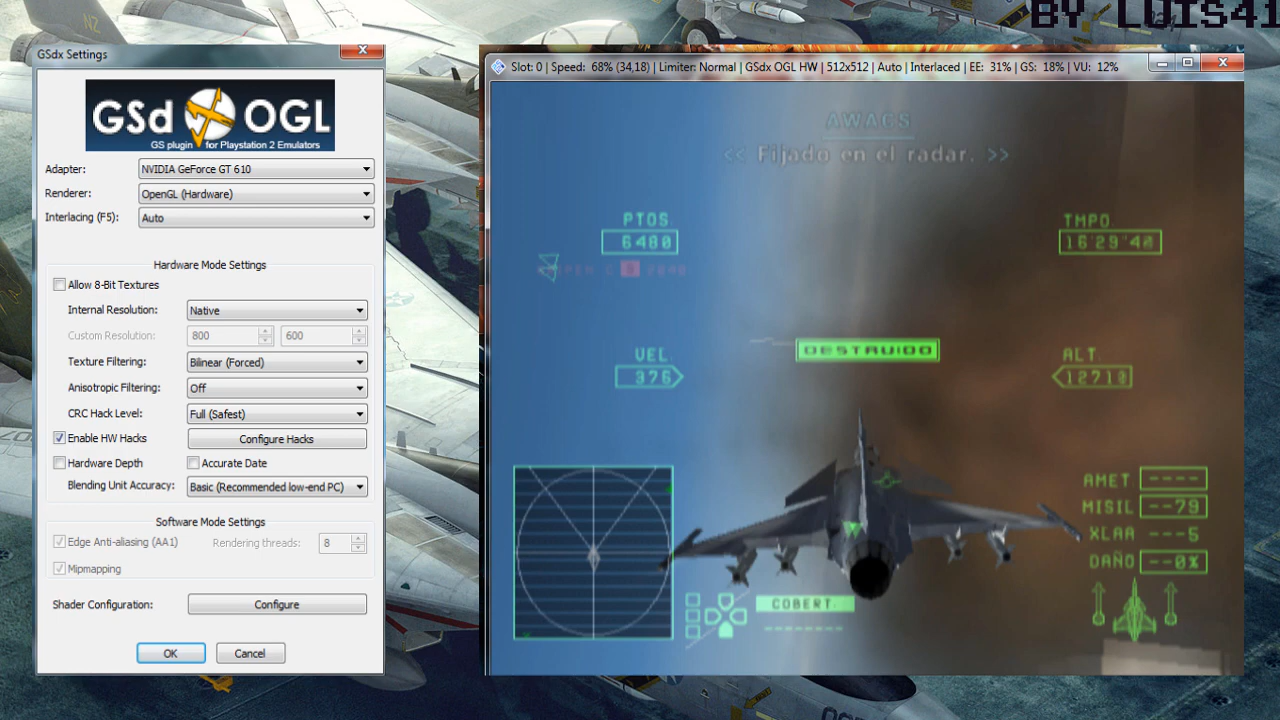 BY LUIS41
GSdx Settings
GSd OGL
GS plugin for Playstation 2 Emulators
Adapter: NVIDIA GeForce GT 610
Renderer: OpenGL (Hardware)
Interlacing (F5): Auto
Hardware Mode Settings
Allow 8-Bit Textures
Internal Resolution: Native
Custom Resolution: 800 600
Texture Filtering: Bilinear (Forced)
Anisotropic Filtering: Off
CRC Hack Level: Full (Safest)
Enable HW Hacks Configure Hacks
Hardware Depth Accurate Date
Blending Unit Accuracy: Basic (Recommended low-end PC)
Software Mode Settings
Edge Anti-aliasing (AA1) Rendering threads: 8
Mipmapping
Shader Configuration: Configure
OK Cancel
Slot: 0 | Speed: 68% (34,18) | Limiter: Normal | GSdx OGL HW | 512x512 | Auto | Interlaced | EE: 31% | GS: 18% | VU: 12%
AWACS
<< Fijado en el radar. >>
PTOS
6480
TMPO
16'29"48
DESTRUIDO
VEL.
375
ALT.
12710
AMET ----
MISIL --79
XLAA ---5
DAÑO --0%
COBERT.
-------